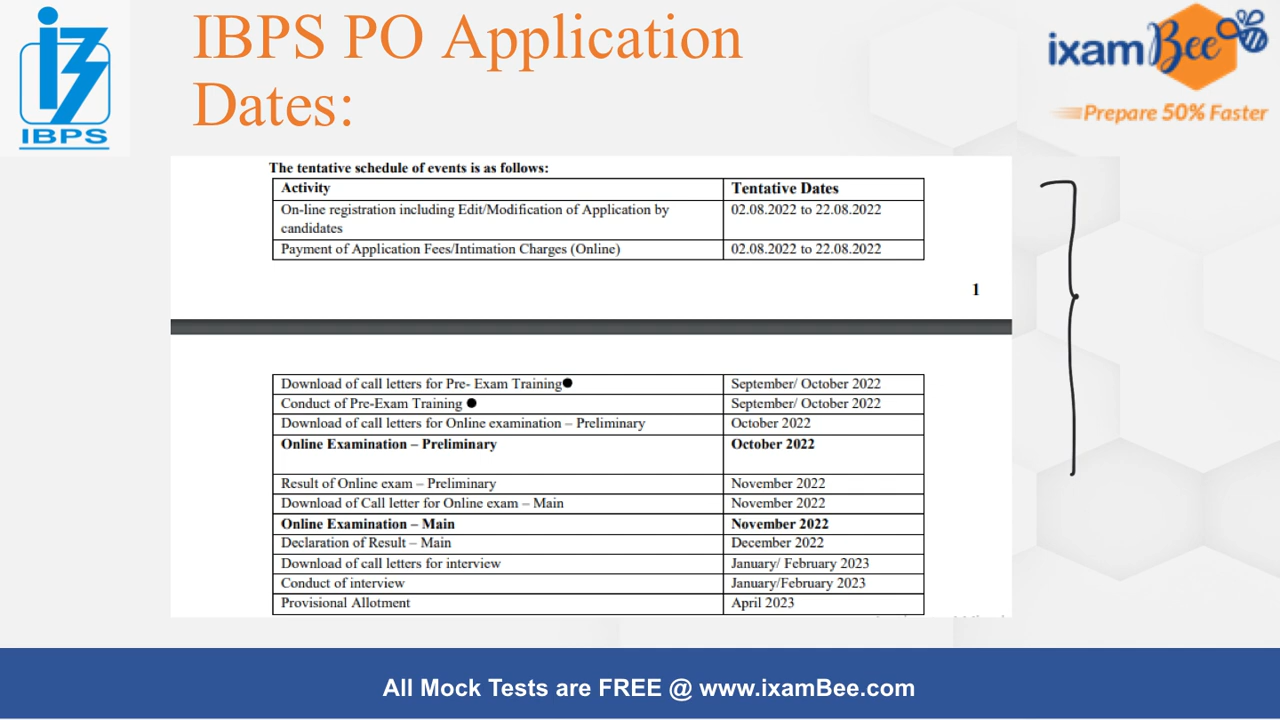 IBPS
IBPS PO Application
Dates:
ixamBee
Prepare 50% Faster
The tentative schedule of events is as follows:
Activity Tentative Dates
On-line registration including Edit/Modification of Application by 02.08.2022 to 22.08.2022
candidates
Payment of Application Fees/Intimation Charges (Online) 02.08.2022 to 22.08.2022
1
Download of call letters for Pre- Exam Training● September/ October 2022
Conduct of Pre-Exam Training ● September/ October 2022
Download of call letters for Online examination – Preliminary October 2022
Online Examination – Preliminary October 2022
Result of Online exam – Preliminary November 2022
Download of Call letter for Online exam – Main November 2022
Online Examination – Main November 2022
Declaration of Result – Main December 2022
Download of call letters for interview January/ February 2023
Conduct of interview January/February 2023
Provisional Allotment April 2023
All Mock Tests are FREE @ www.ixamBee.com